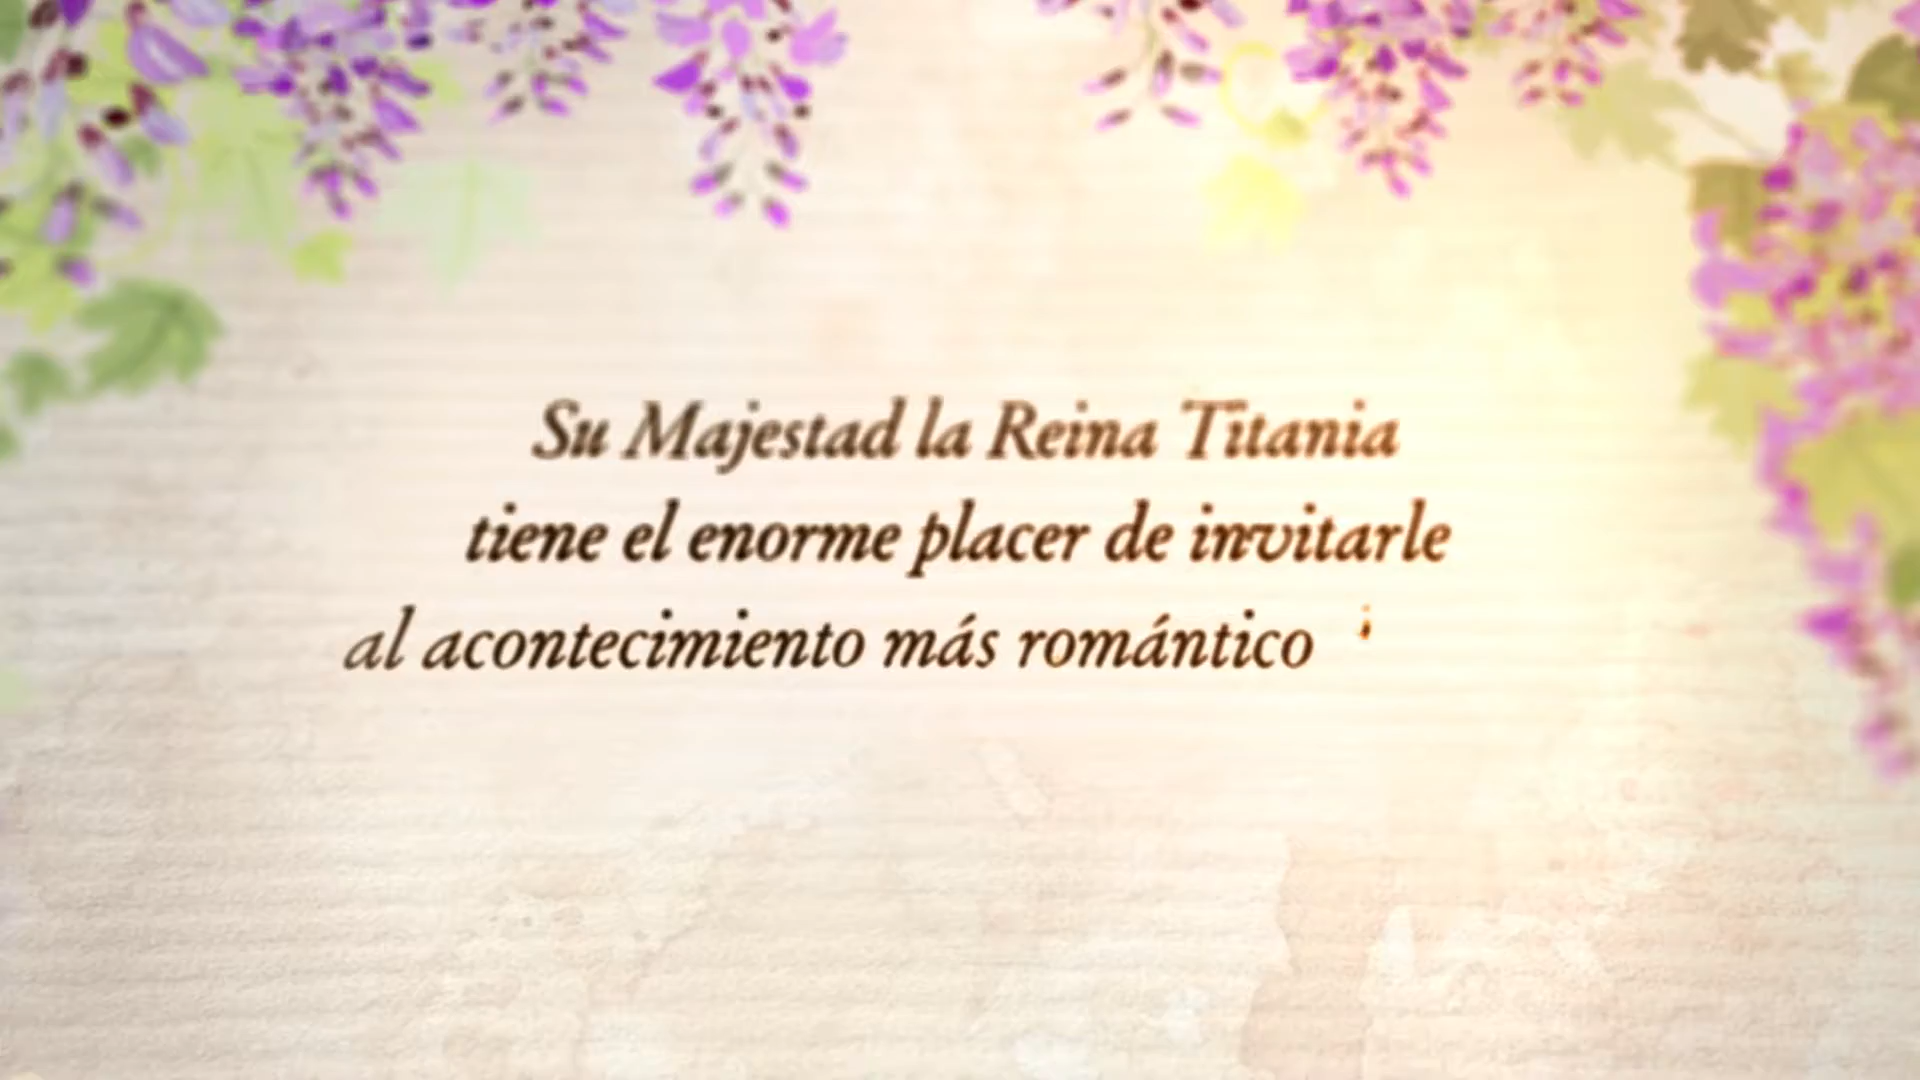 Su Majestad la Reina Titania
tiene el enorme placer de invitarle
al acontecimiento más romántico